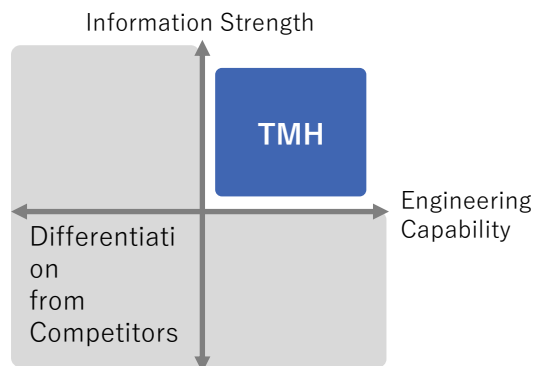 Information Strength
TMH
Engineering
Capability
Differentiati
on
from
Competitors